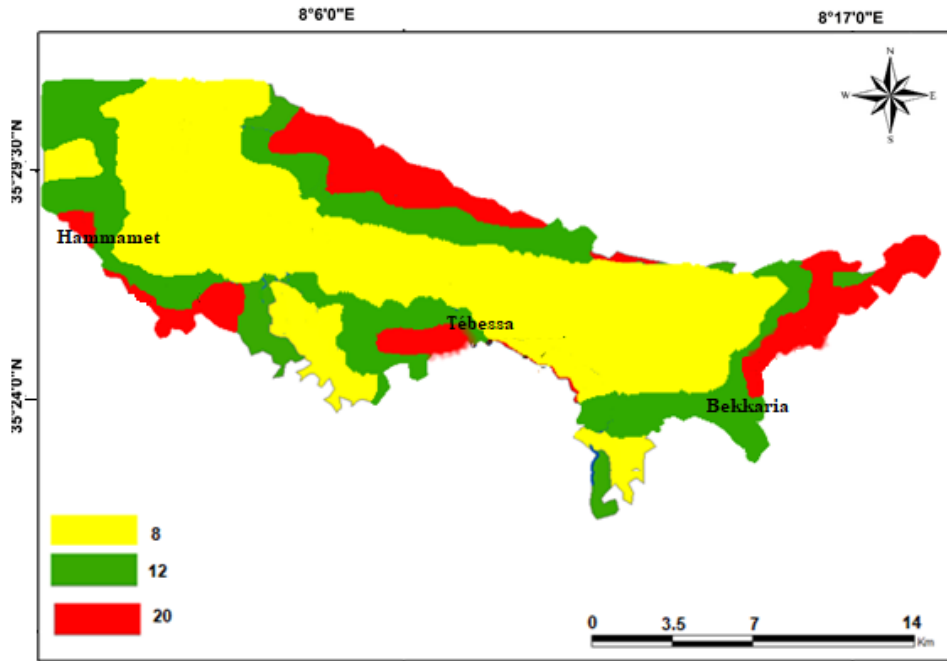 8°6'0"E
8°17'0"E
N
W
E
S
35°29'30"N
Hammamet
Tébessa
35°24'0"N
Bekkaria
8
12
20
0
3.5
7
14
Km